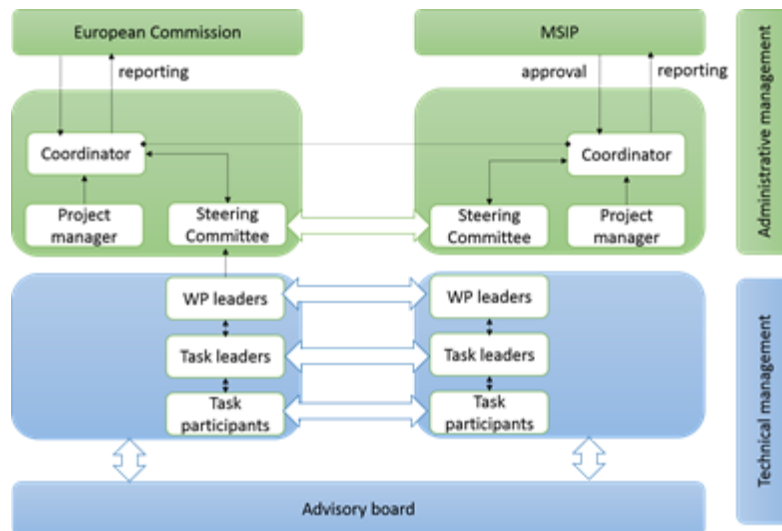 European Commission
MSIP
reporting
approval
reporting
Coordinator
Coordinator
Project
manager
Steering
Committee
Steering
Committee
Project
manager
Administrative management
WP leaders
WP leaders
Task leaders
Task leaders
Task
participants
Task
participants
Technical management
Advisory board